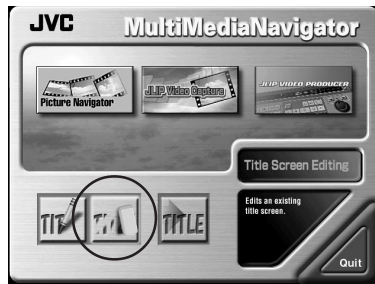 JVC MultiMediaNavigator
Picture Navigator
JLIP Video Capture
JLIP VIDEO PRODUCER
Title Screen Editing
Edits an existing
title screen.
TITLE
Quit